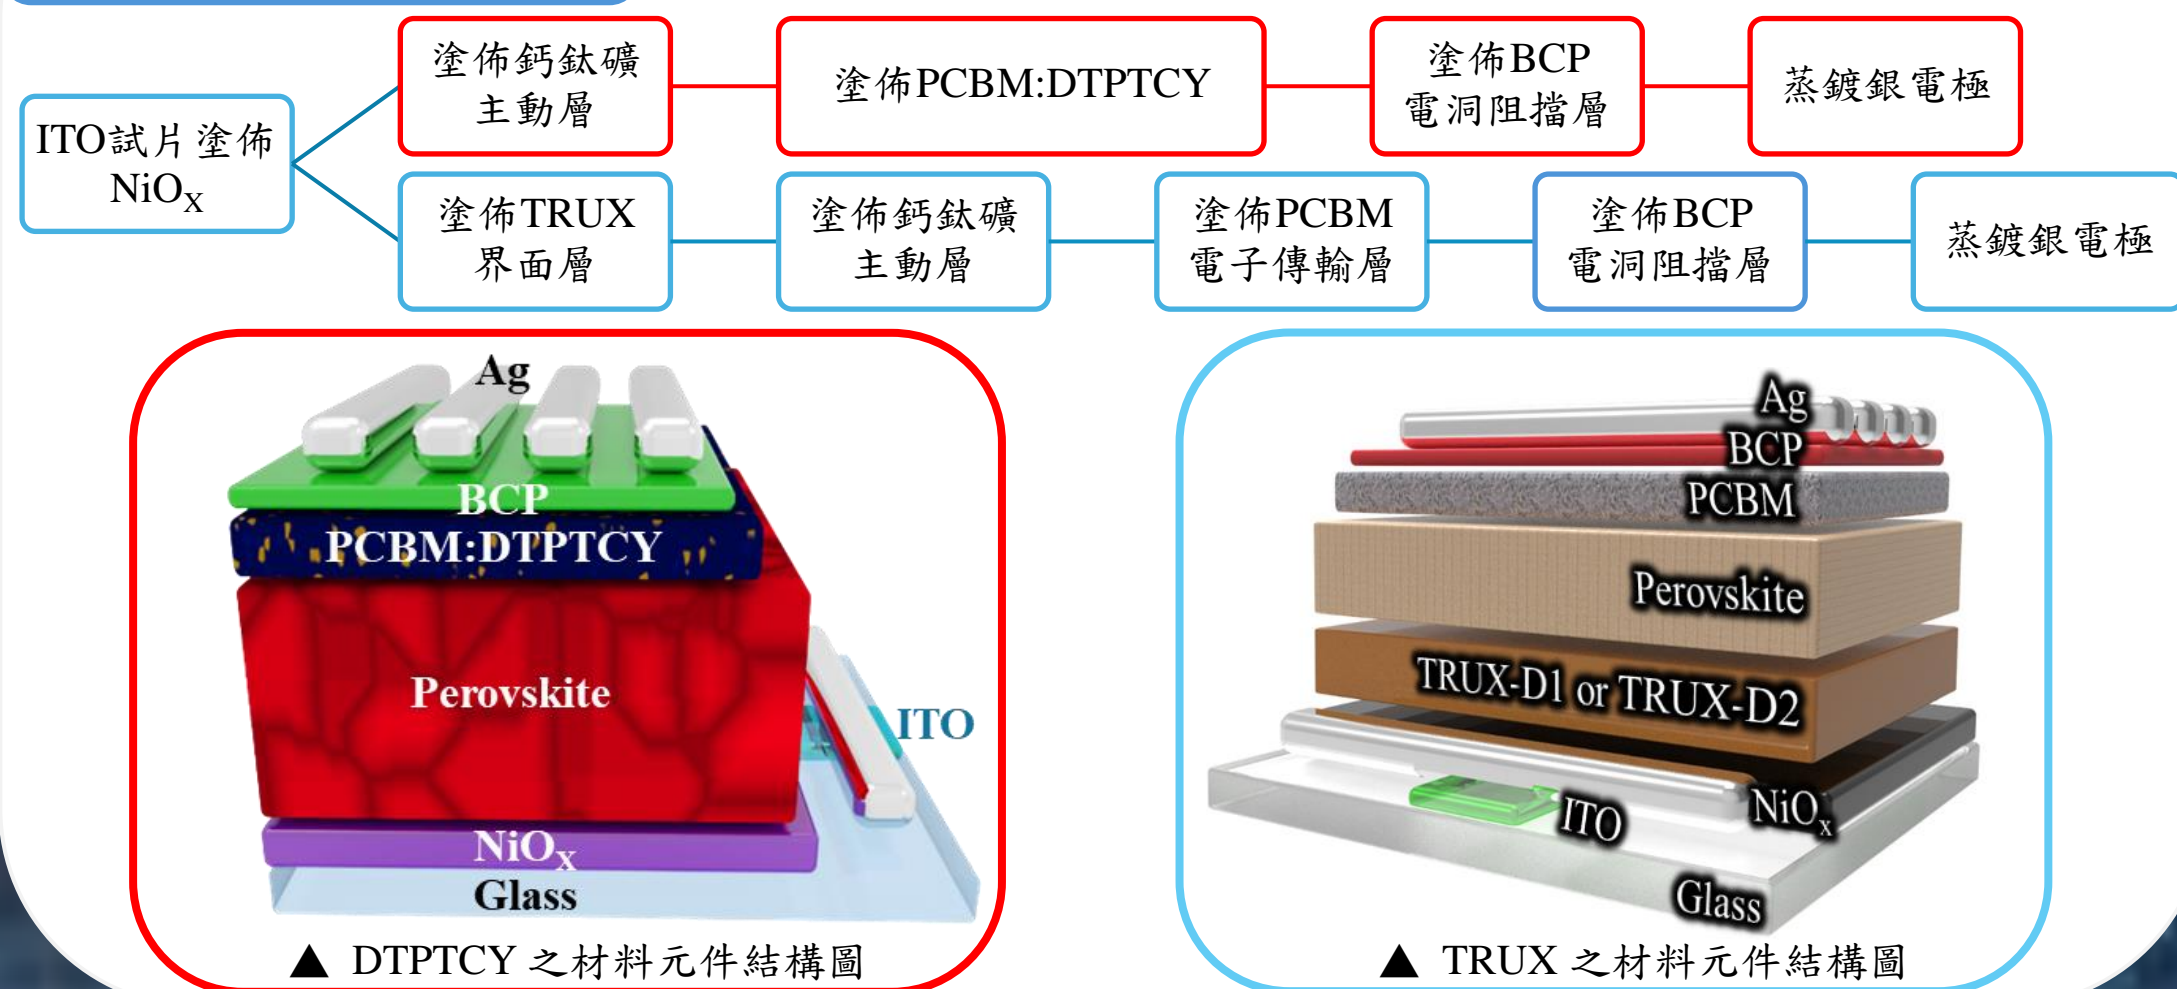 ITO試片塗佈
NiOX
塗佈鈣鈦礦
主動層
塗佈PCBM:DTPTCY
塗佈BCP
電洞阻擋層
蒸鍍銀電極
塗佈TRUX
界面層
塗佈鈣鈦礦
主動層
塗佈PCBM
電子傳輸層
塗佈BCP
電洞阻擋層
蒸鍍銀電極
Ag
BCP
PCBM:DTPTCY
Perovskite
ITO
NiOX
Glass
▲ DTPTCY 之材料元件結構圖
Ag
BCP
PCBM
Perovskite
TRUX-D1 or TRUX-D2
NiOx
ITO
Glass
▲ TRUX 之材料元件結構圖